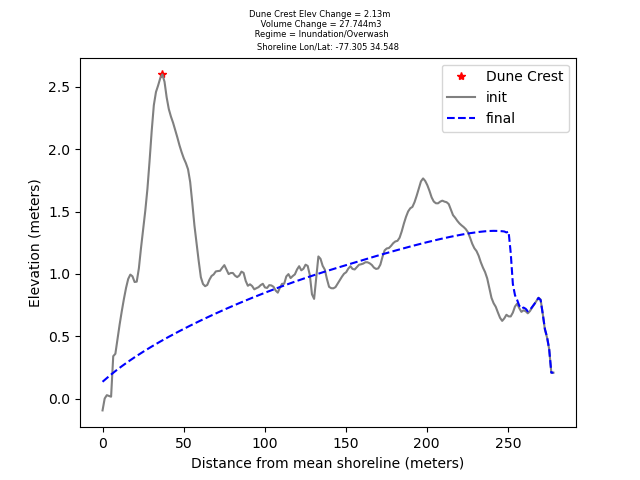 Dune Crest Elev Change = 2.13m
Volume Change = 27.744m3
Regime = Inundation/Overwash
Shoreline Lon/Lat: -77.305 34.548
Dune Crest
init
final
2.5
2.0
1.5
1.0
0.5
0.0
Elevation (meters)
0 50 100 150 200 250
Distance from mean shoreline (meters)